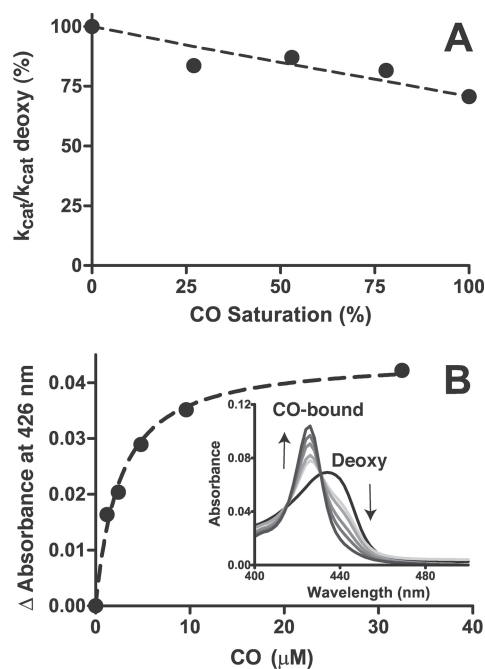 A
k_cat/k_cat deoxy (%)
100
75
50
25
0
0 25 50 75 100
CO Saturation (%)
B
Δ Absorbance at 426 nm
0.04
0.03
0.02
0.01
0.00
0 10 20 30 40
CO (μM)
CO-bound
Deoxy
Absorbance
0.12
0.08
0.04
0.00
400 440 480
Wavelength (nm)